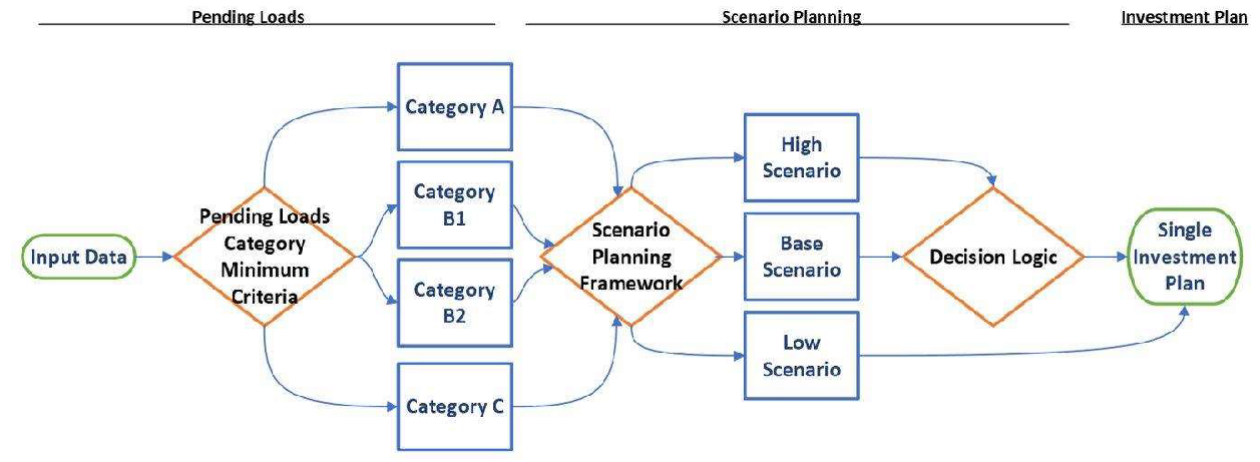 Pending Loads
Scenario Planning
Investment Plan
Input Data
Pending Loads
Category
Minimum
Criteria
Category A
Category
B1
Category
B2
Category C
Scenario
Planning
Framework
High
Scenario
Base
Scenario
Low
Scenario
Decision Logic
Single
Investment
Plan